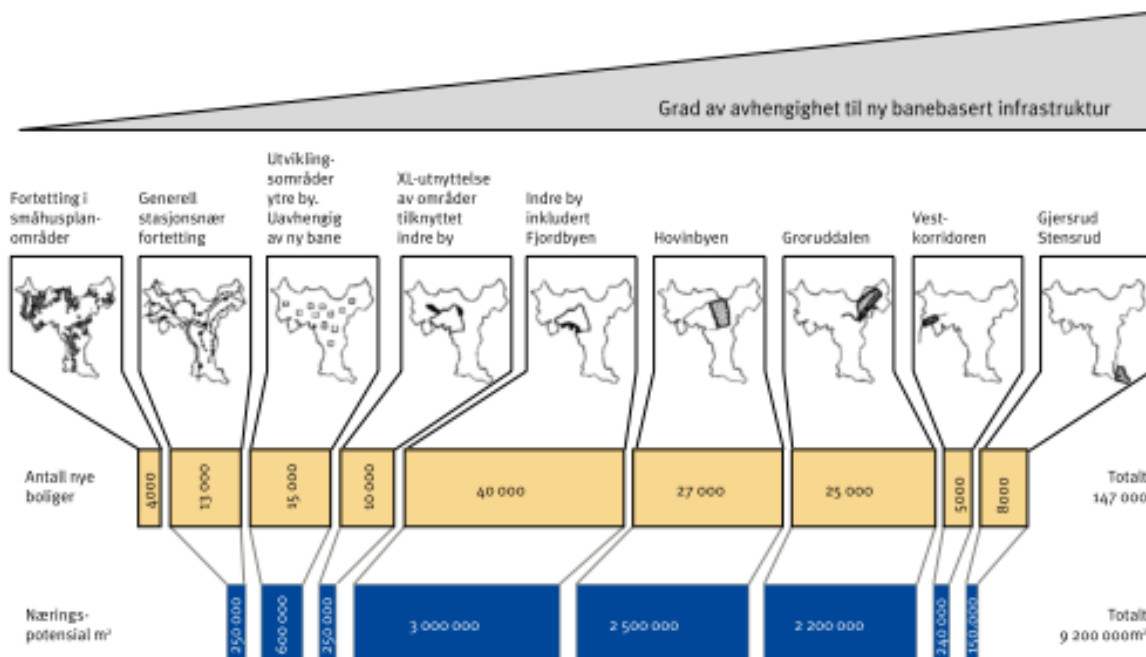 Grad av avhengighet til ny banebasert infrastruktur
Fortetting i
småhusplan-
områder
Generell
stasjonsnær
fortetting
Utvikling-
sområder
ytre by.
Uavhengig
av ny bane
XL-utnyttelse
av områder
tilknyttet
indre by
Indre by
inkludert
Fjordbyen
Hovinbyen
Groruddalen
Vest-
korridoren
Gjersrud
Stensrud
Antall nye
boliger
4000
13 000
15 000
10 000
40 000
27 000
25 000
5000
8000
Totalt
147 000
Nærings-
potensial m²
250 000
600 000
250 000
3 000 000
2 500 000
2 200 000
240 000
150.000
Totalt
9 200 000m²